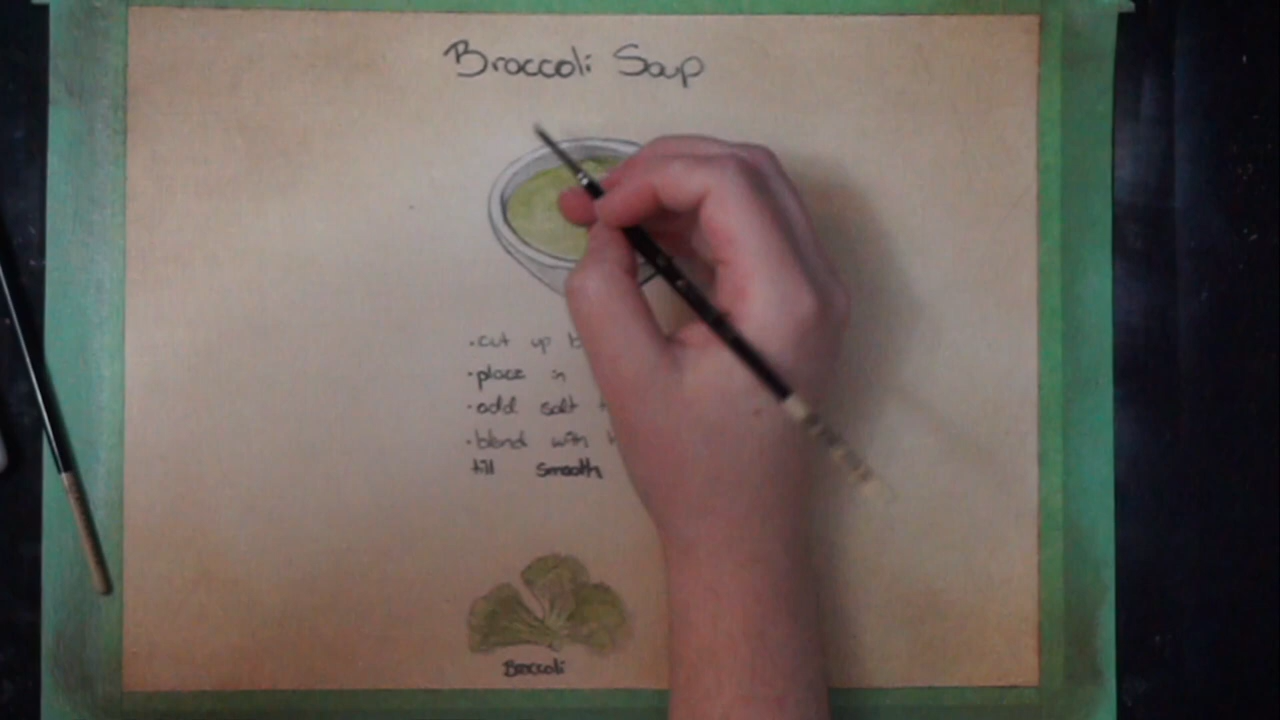 Broccoli Soup
·cut up
·place in
·add salt
·blend with
till smooth
Broccoli